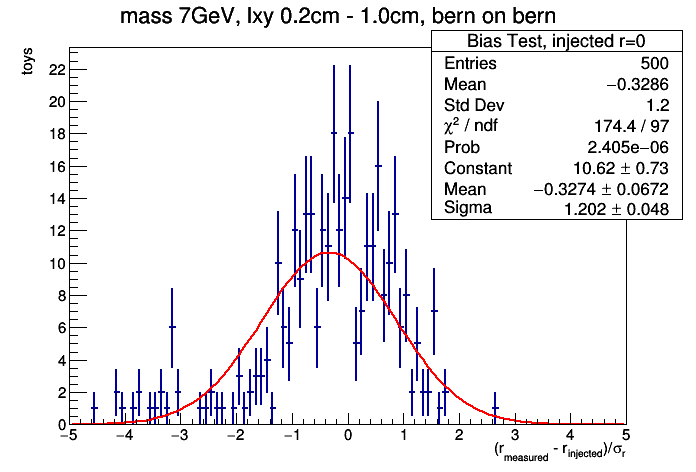 mass 7GeV, lxy 0.2cm - 1.0cm, bern on bern
Bias Test, injected r=0
Entries 500
Mean −0.3286
Std Dev 1.2
χ² / ndf 174.4 / 97
Prob 2.405e−06
Constant 10.62 ± 0.73
Mean −0.3274 ± 0.0672
Sigma 1.202 ± 0.048
toys
22
20
18
16
14
12
10
8
6
4
2
0
−5 −4 −3 −2 −1 0 1 2 3 4 5
(r_measured - r_injected)/σ_r